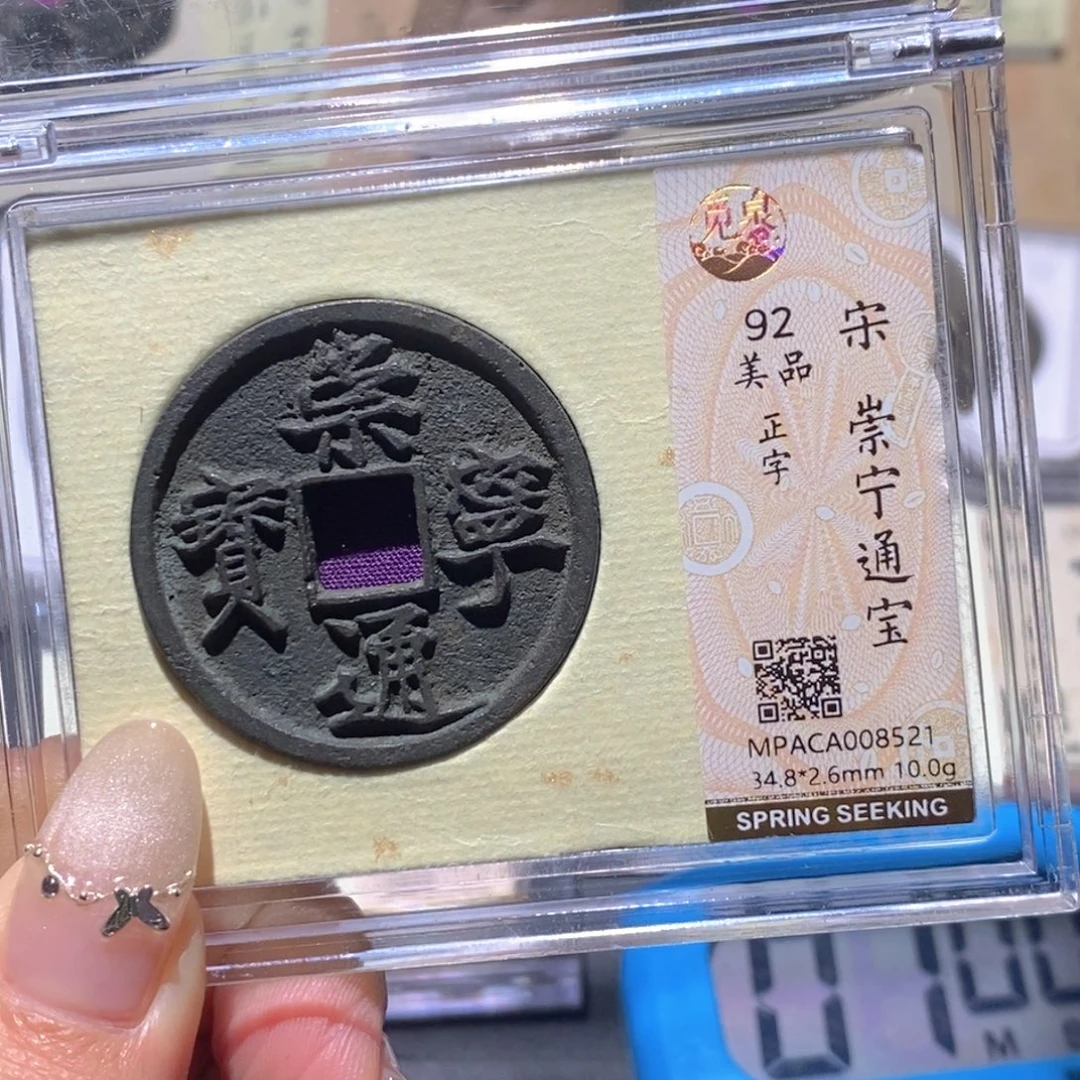 崇寧通寳
觅泉
宋 崇宁通宝
92
美品
正字
MPACA008521
34.8*2.6mm 10.0g
SPRING SEEKING
M